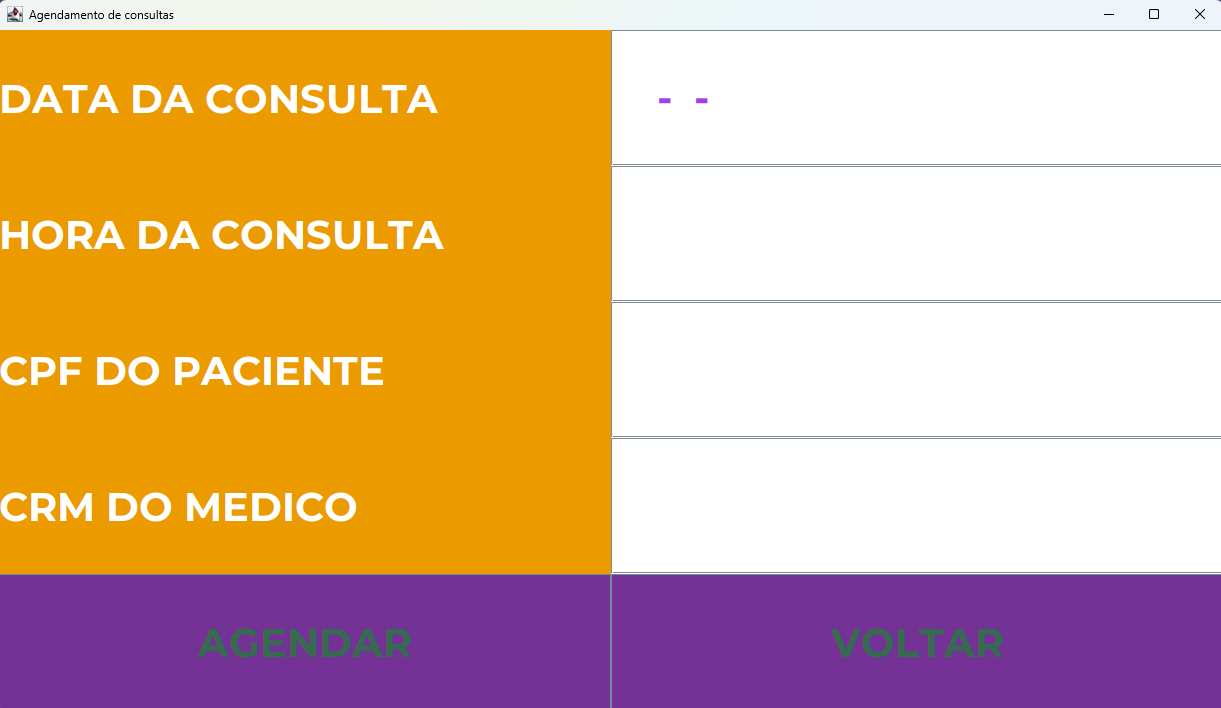 Agendamento de consultas
DATA DA CONSULTA
- -
HORA DA CONSULTA
CPF DO PACIENTE
CRM DO MEDICO
AGENDAR
VOLTAR